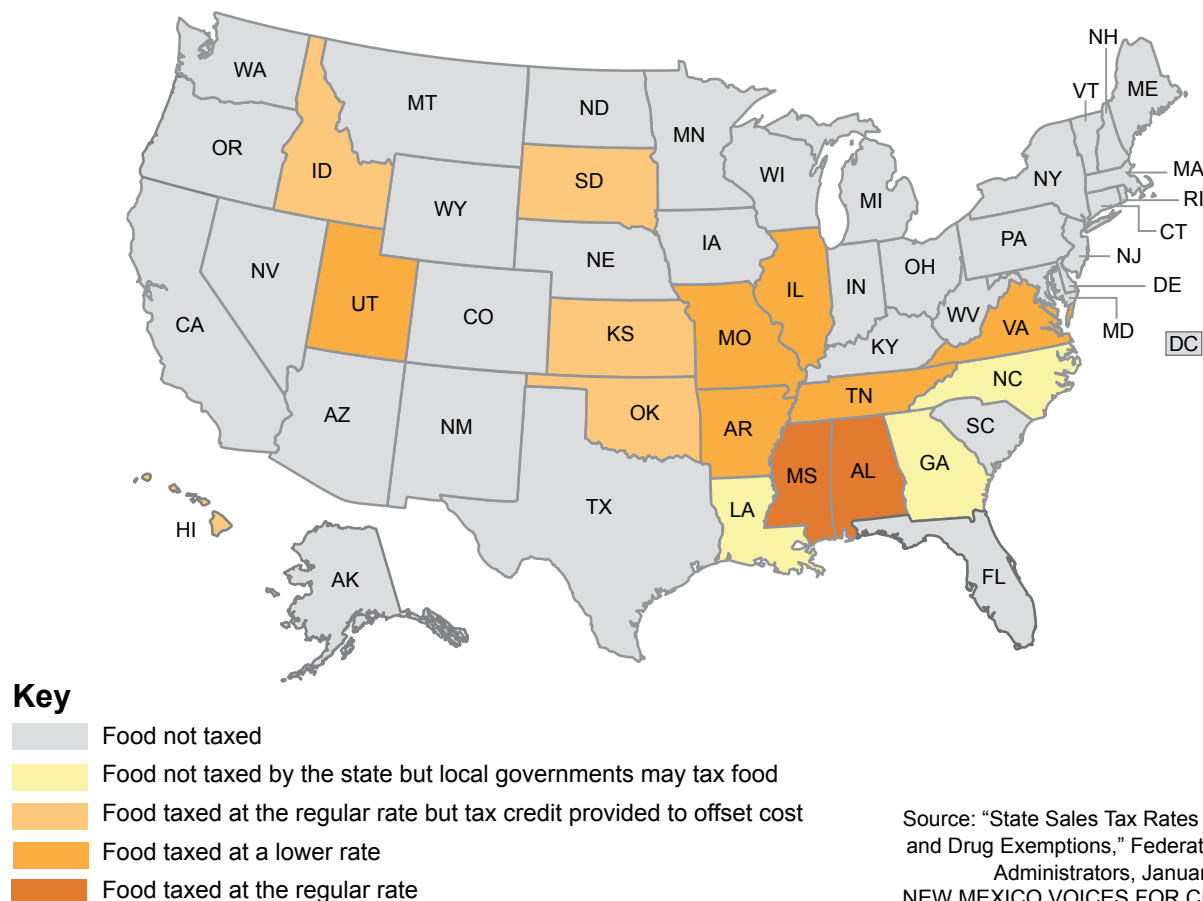 NH
WA
VT
ME
MT
ND
MN
OR
MA
ID
SD
WI
NY
RI
WY
MI
CT
IA
PA
NE
NJ
NV
OH
IL
IN
DE
UT
CO
WV
CA
KS
MO
VA
MD
KY
DC
NC
TN
OK
AZ
NM
AR
SC
GA
MS
AL
TX
LA
HI
AK
FL
Key
Food not taxed
Food not taxed by the state but local governments may tax food
Food taxed at the regular rate but tax credit provided to offset cost
Food taxed at a lower rate
Food taxed at the regular rate
Source: “State Sales Tax Rates
and Drug Exemptions,” Federat
Administrators, Januar
NEW MEXICO VOICES FOR C